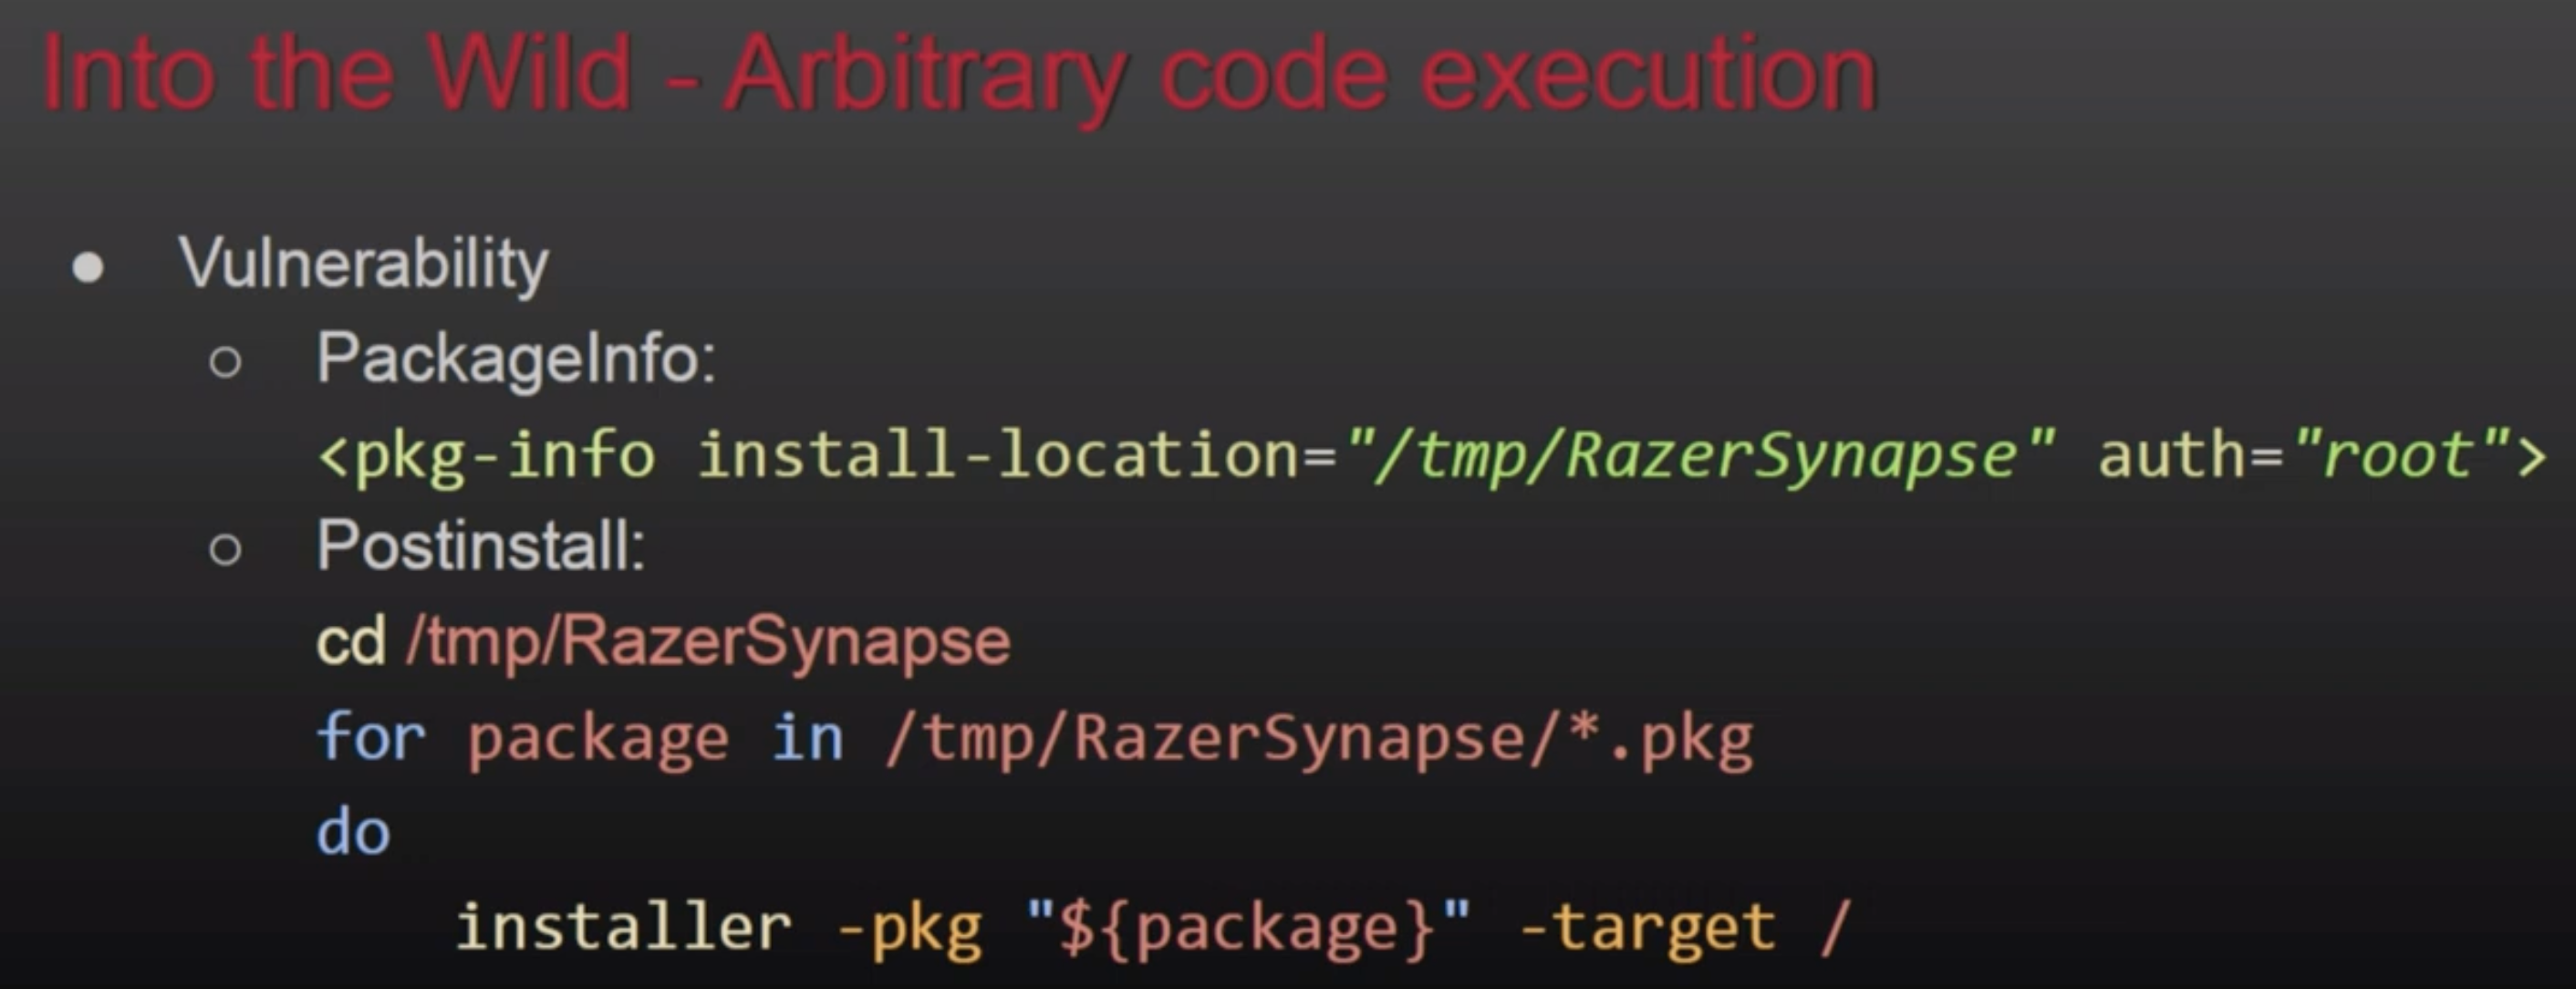 Into the Wild - Arbitrary code execution
● Vulnerability
○ PackageInfo:
<pkg-info install-location="/tmp/RazerSynapse" auth="root">
○ Postinstall:
cd /tmp/RazerSynapse
for package in /tmp/RazerSynapse/*.pkg
do
installer -pkg "${package}" -target /